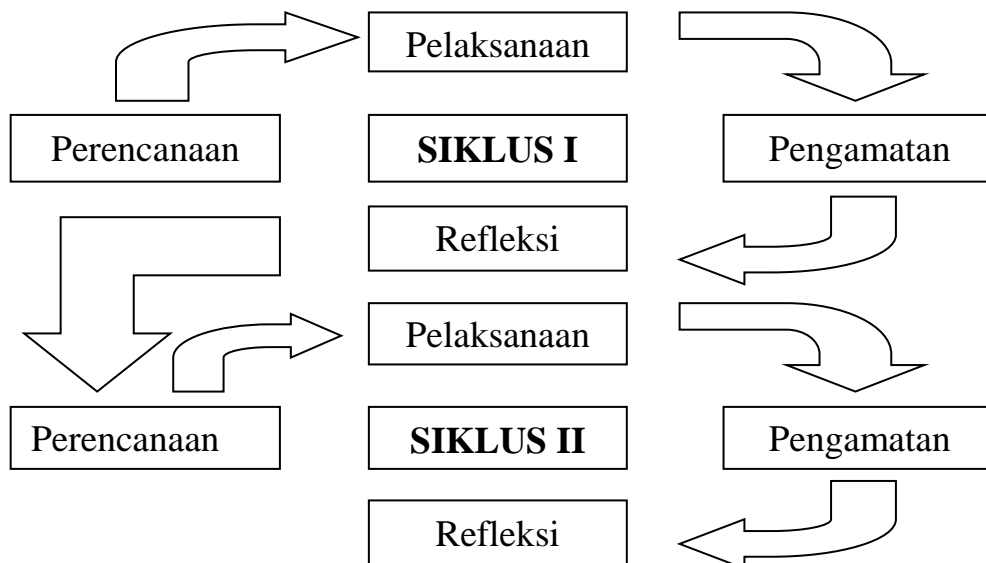 Pelaksanaan
Perencanaan
SIKLUS I
Pengamatan
Refleksi
Pelaksanaan
Perencanaan
SIKLUS II
Pengamatan
Refleksi